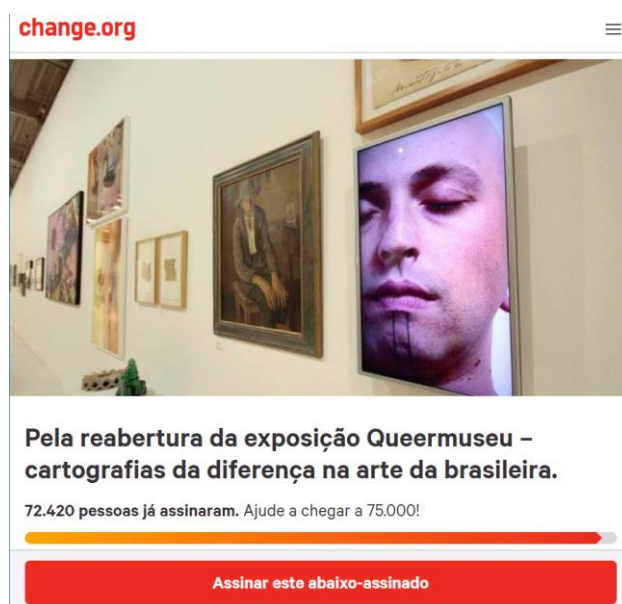 change.org
Pela reabertura da exposição Queermuseu –
cartografias da diferença na arte da brasileira.
72.420 pessoas já assinaram. Ajude a chegar a 75.000!
Assinar este abaixo-assinado